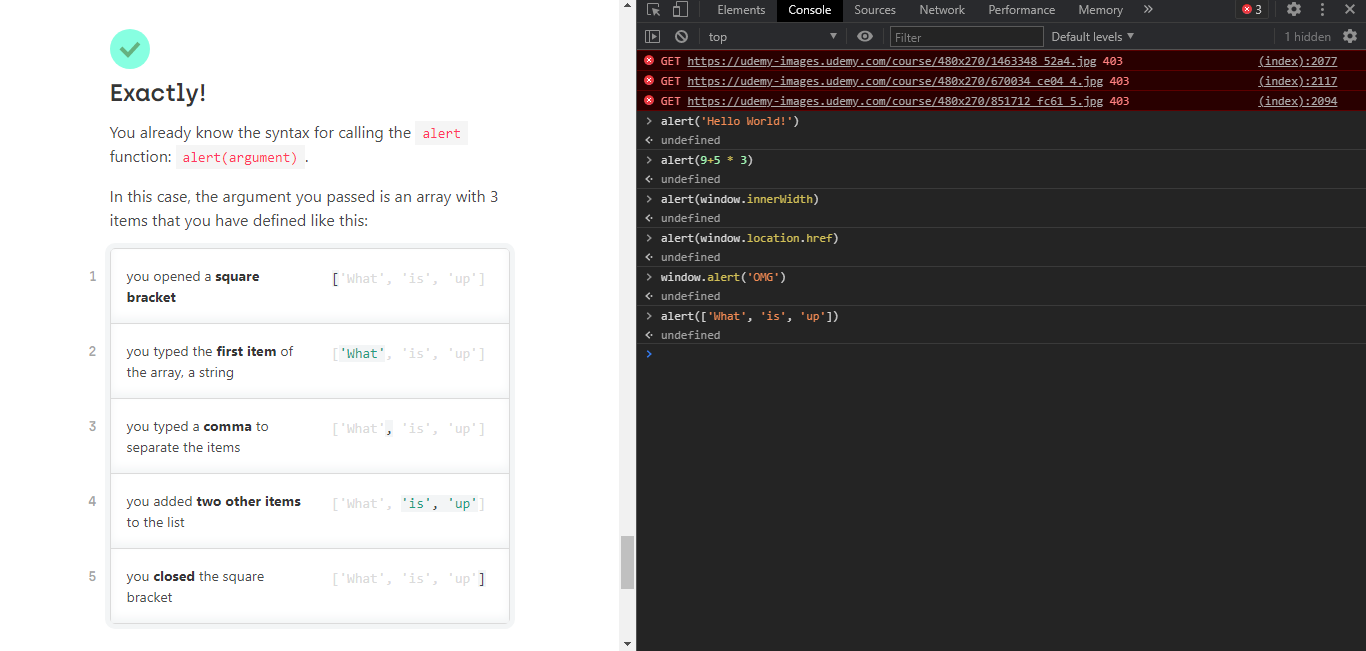 Exactly!
You already know the syntax for calling the alert
function: alert(argument) .
In this case, the argument you passed is an array with 3
items that you have defined like this:
1 you opened a square ['What', 'is', 'up']
bracket
2 you typed the first item of ['What', 'is', 'up']
the array, a string
3 you typed a comma to ['What', 'is', 'up']
separate the items
4 you added two other items ['What', 'is', 'up']
to the list
5 you closed the square ['What', 'is', 'up']
bracket
Elements Console Sources Network Performance Memory » 3
top Filter Default levels 1 hidden
GET https://udemy-images.udemy.com/course/480x270/1463348_52a4.jpg 403 (index):2077
GET https://udemy-images.udemy.com/course/480x270/670034_ce04_4.jpg 403 (index):2117
GET https://udemy-images.udemy.com/course/480x270/851712_fc61_5.jpg 403 (index):2094
> alert('Hello World!')
undefined
> alert(9+5 * 3)
undefined
> alert(window.innerWidth)
undefined
> alert(window.location.href)
undefined
> window.alert('OMG')
undefined
> alert(['What', 'is', 'up'])
undefined
>